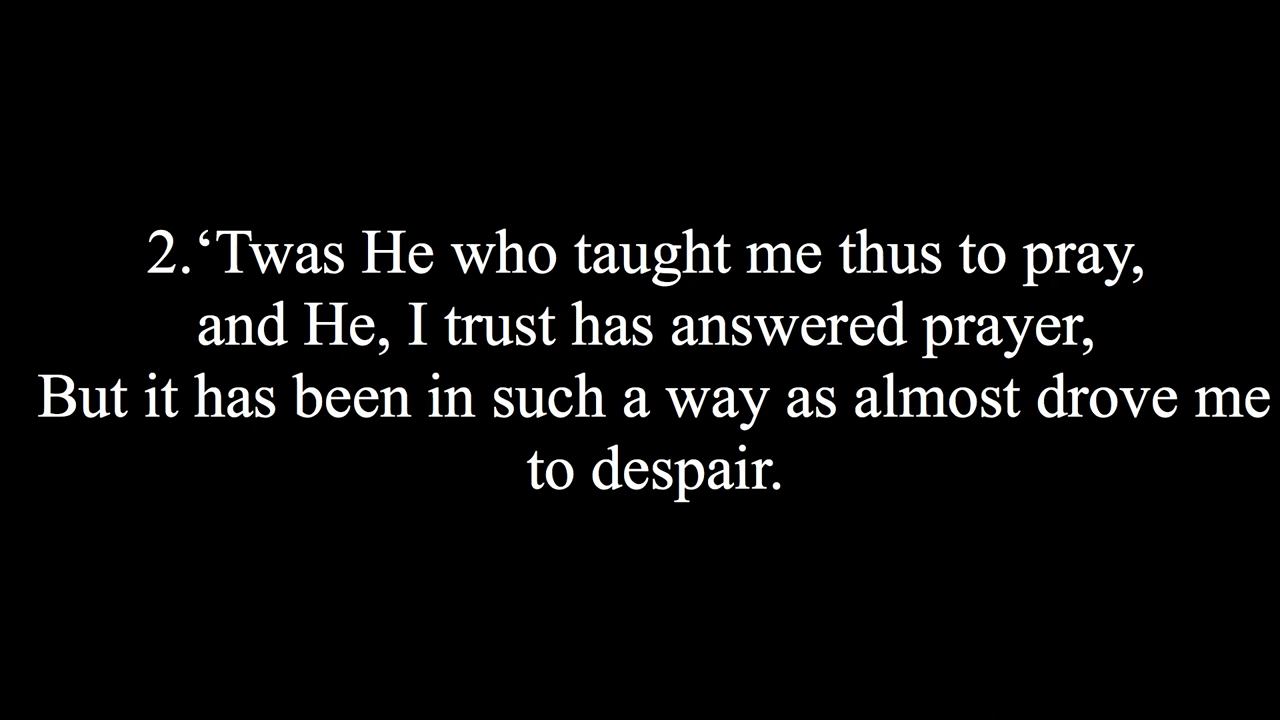 2.‘Twas He who taught me thus to pray,
and He, I trust has answered prayer,
But it has been in such a way as almost drove me
to despair.